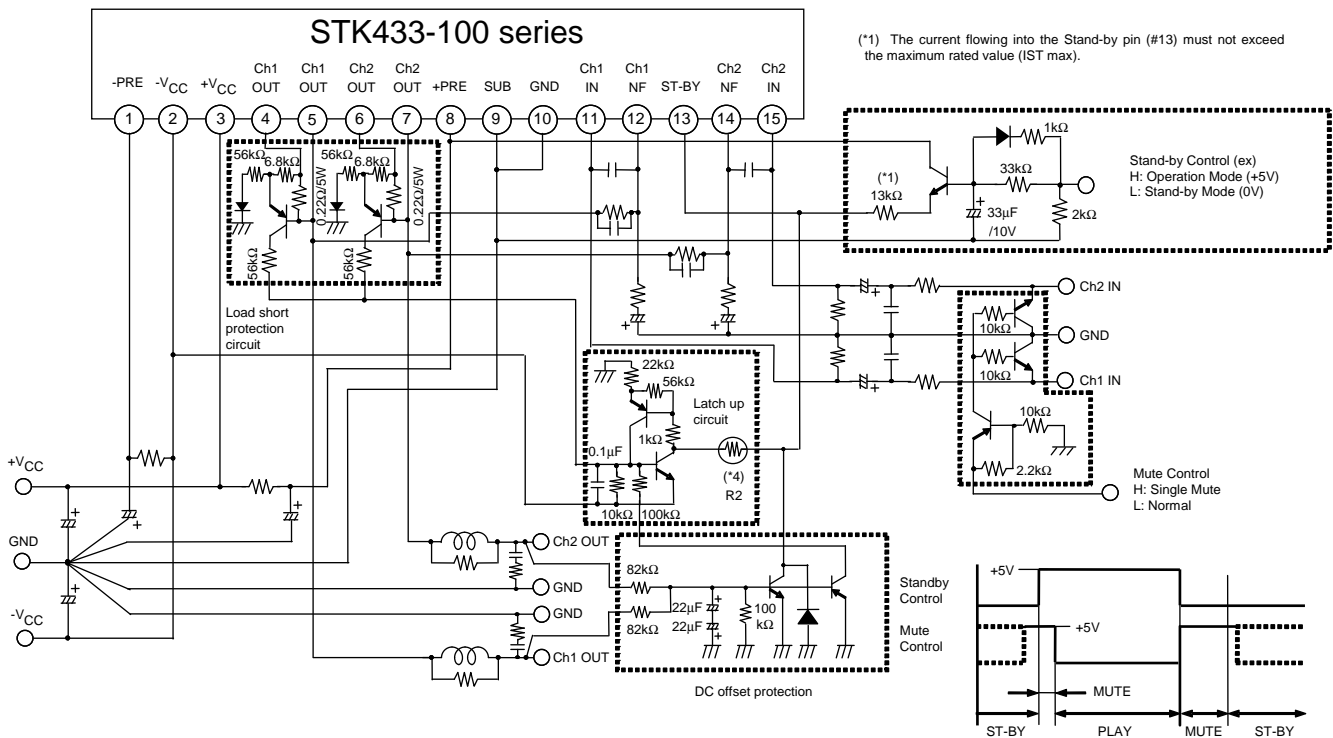 STK433-100 series
(*1) The current flowing into the Stand-by pin (#13) must not exceed
the maximum rated value (IST max).
-PRE
-VCC
+VCC
Ch1
OUT
Ch1
OUT
Ch2
OUT
Ch2
OUT
+PRE
SUB
GND
Ch1
IN
Ch1
NF
ST-BY
Ch2
NF
Ch2
IN
1 2 3 4 5 6 7 8 9 10 11 12 13 14 15
56kΩ
6.8kΩ
0.22Ω/5W
56kΩ
56kΩ
6.8kΩ
0.22Ω/5W
56kΩ
Load short
protection
circuit
1kΩ
33kΩ
(*1)
13kΩ
+
33μF
/10V
2kΩ
Stand-by Control (ex)
H: Operation Mode (+5V)
L: Stand-by Mode (0V)
+
+
+
+
10kΩ
10kΩ
10kΩ
2.2kΩ
Ch2 IN
GND
Ch1 IN
Mute Control
H: Single Mute
L: Normal
22kΩ
56kΩ
Latch up
circuit
1kΩ
0.1μF
(*4)
R2
10kΩ
100kΩ
+VCC
GND
-VCC
+
+
+
+
Ch2 OUT
GND
GND
Ch1 OUT
82kΩ
82kΩ
22μF
22μF
+
+
100
kΩ
DC offset protection
Standby
Control
Mute
Control
+5V
+5V
MUTE
ST-BY
PLAY
MUTE
ST-BY